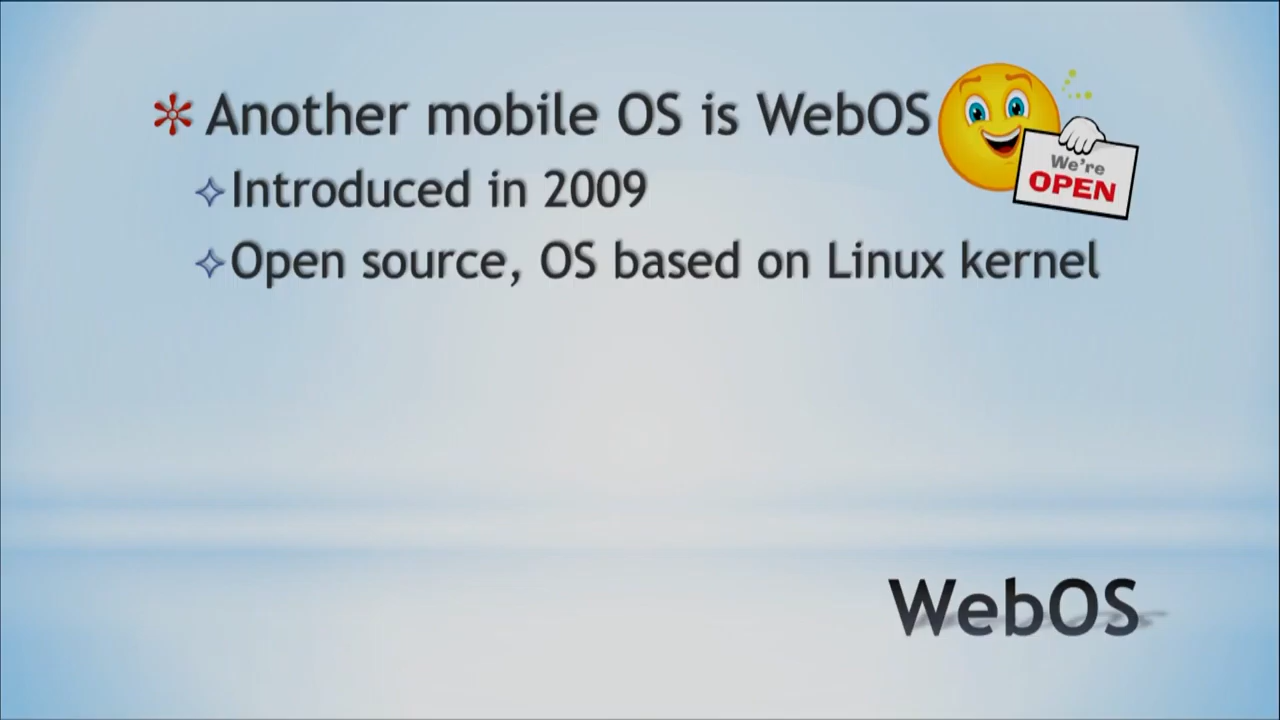 Another mobile OS is WebOS
We're
OPEN
Introduced in 2009
Open source, OS based on Linux kernel
WebOS